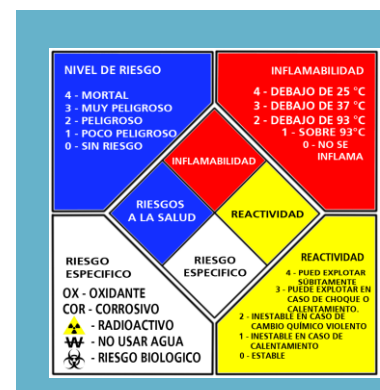 NIVEL DE RIESGO
4 - MORTAL
3 - MUY PELIGROSO
2 - PELIGROSO
1 - POCO PELIGROSO
0 - SIN RIESGO
INFLAMABILIDAD
4 - DEBAJO DE 25 °C
3 - DEBAJO DE 37 °C
2 - DEBAJO DE 93 °C
1 - SOBRE 93°C
0 - NO SE
INFLAMA
INFLAMABILIDAD
RIESGOS
A LA SALUD
REACTIVIDAD
RIESGO
ESPECIFICO
RIESGO
ESPECIFICO
OX - OXIDANTE
COR - CORROSIVO
- RADIOACTIVO
W - NO USAR AGUA
- RIESGO BIOLOGICO
REACTIVIDAD
4 - PUED EXPLOTAR
SÚBITAMENTE
3 - PUEDE EXPLOTAR EN
CASO DE CHOQUE O
CALENTAMIENTO.
2 - INESTABLE EN CASO DE
CAMBIO QUÍMICO VIOLENTO
1 - INESTABLE EN CASO DE
CALENTAMIENTO
0 - ESTABLE